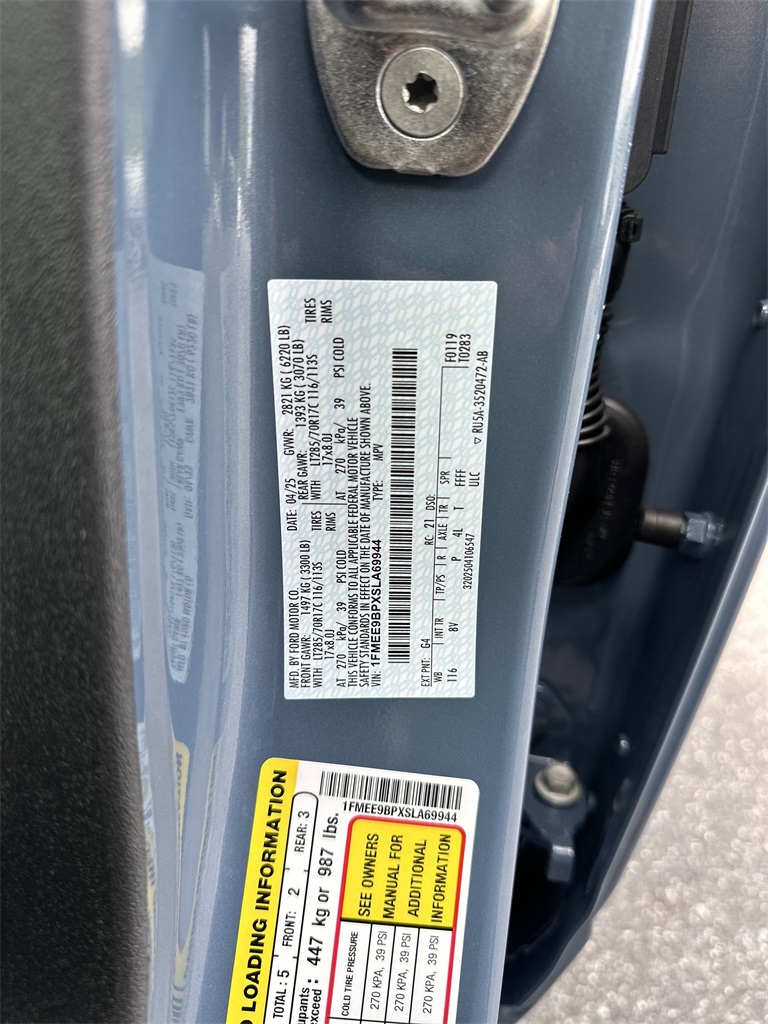 MFD. BY FORD MOTOR CO.
DATE: 04/25 GVWR: 2821 KG ( 6220 LB)
FRONT GAWR: 1497 KG ( 3300 LB) REAR GAWR: 1393 KG ( 3070 LB)
WITH LT285/70R17C 116/113S TIRES WITH LT285/70R17C 116/113S TIRES
17x8.0J RIMS 17x8.0J RIMS
AT 270 kPa/ 39 PSI COLD AT 270 kPa/ 39 PSI COLD
THIS VEHICLE CONFORMS TO ALL APPLICABLE FEDERAL MOTOR VEHICLE
SAFETY STANDARDS IN EFFECT ON THE DATE OF MANUFACTURE SHOWN ABOVE.
VIN: 1FMEE9BPXSLA69944 TYPE: MPV
F0119
T0283
EXT PNT: G4 RC: 21 DSO:
WB INT TR TP/PS R AXLE TR SPR
116 8V P 4L T FFFF
3202504106547 ULC
▽ RU5A-3520472-AB
LOADING INFORMATION
TOTAL: 5 FRONT: 2 REAR: 3
447 kg or 987 lbs.
1FMEE9BPXSLA69944
COLD TIRE PRESSURE
270 KPA, 39 PSI
270 KPA, 39 PSI
270 KPA, 39 PSI
SEE OWNERS
MANUAL FOR
ADDITIONAL
INFORMATION